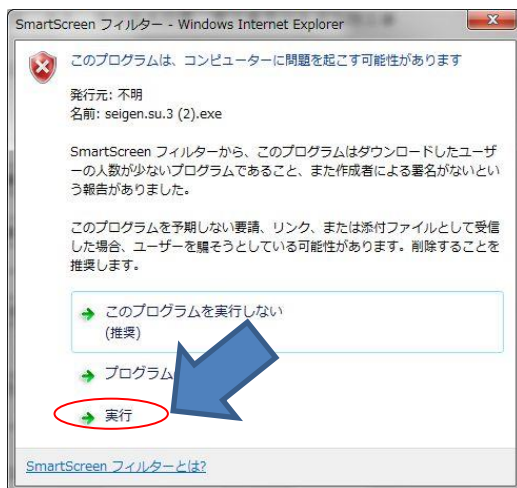 SmartScreen フィルター - Windows Internet Explorer
このプログラムは、コンピューターに問題を起こす可能性があります
発行元: 不明
名前: seigen.su.3 (2).exe
SmartScreen フィルターから、このプログラムはダウンロードしたユーザ
ーの人数が少ないプログラムであること、また作成者による署名がないとい
う報告がありました。
このプログラムを予期しない要請、リンク、または添付ファイルとして受信
した場合、ユーザーを騙そうとしている可能性があります。削除することを
推奨します。
このプログラムを実行しない
(推奨)
プログラム
実行
SmartScreen フィルターとは?